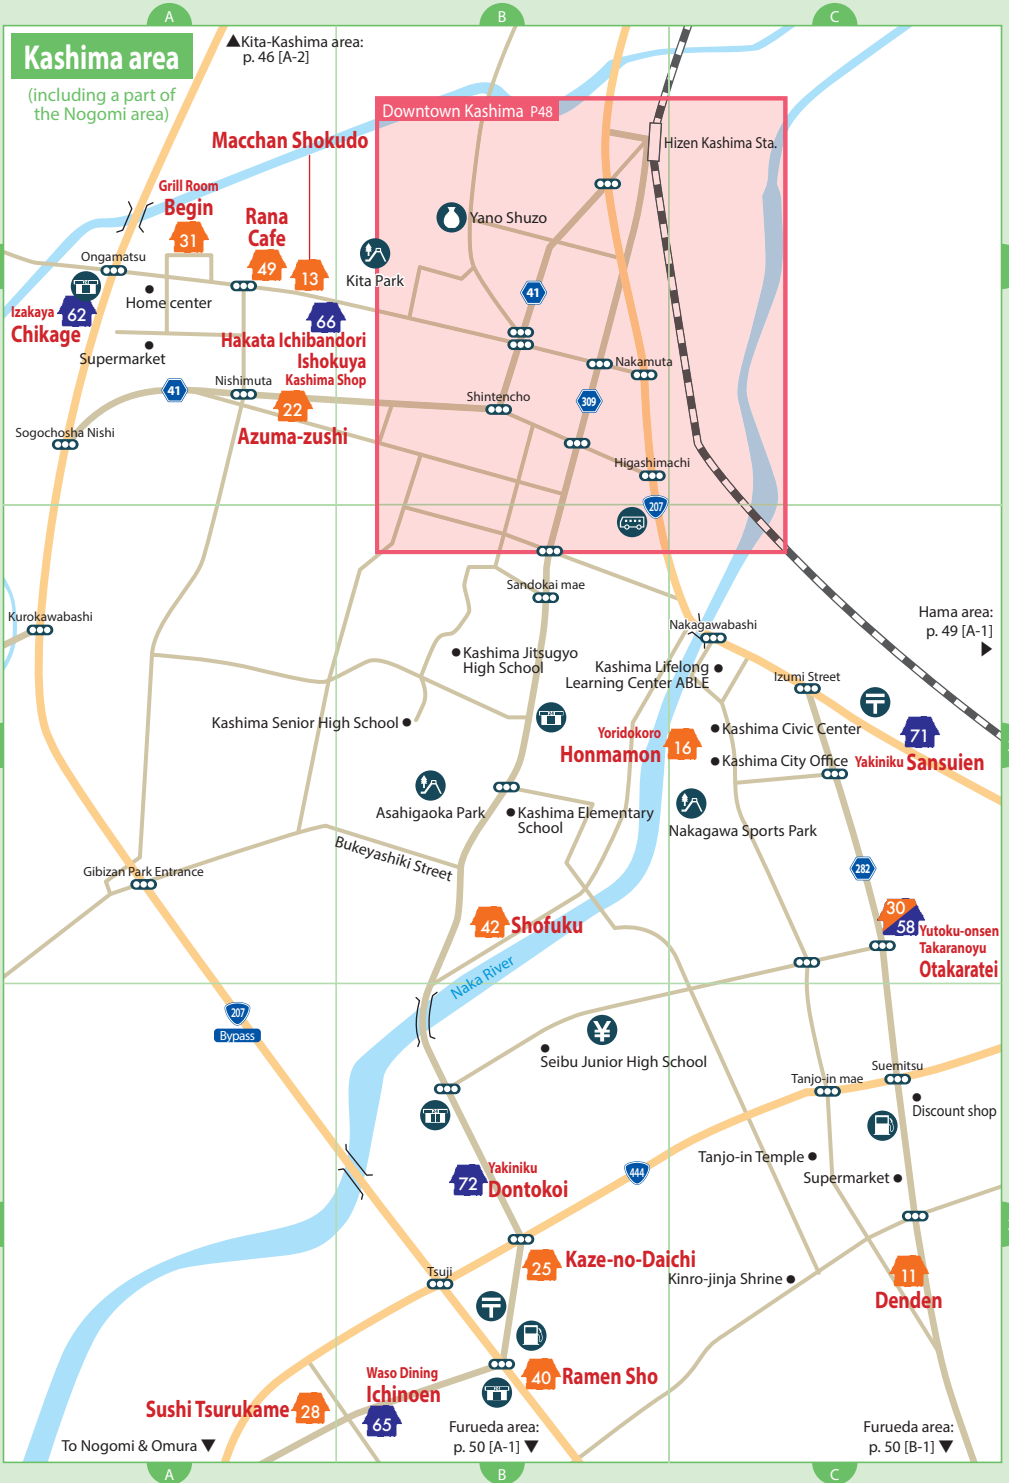 A
B
C
Kashima area
(including a part of
the Nogomi area)
▲Kita-Kashima area:
p. 46 [A-2]
Downtown Kashima P48
Hizen Kashima Sta.
Macchan Shokudo
Grill Room
Begin
31
Rana
Cafe
49
13
Yano Shuzo
Kita Park
Ongamatsu
Home center
Izakaya
62
Chikage
Supermarket
66
Hakata Ichibandori
Ishokuya
Kashima Shop
41
41
Nishimuta
22
Azuma-zushi
Sogochosha Nishi
Shintencho
309
Nakamuta
Higashimachi
207
Sandokai mae
Kurokawabashi
Nakagawabashi
Hama area:
p. 49 [A-1]
▶
Kashima Jitsugyo
High School
Kashima Lifelong
Learning Center ABLE
Izumi Street
Kashima Senior High School
Yoridokoro
Honmamon
16
Kashima Civic Center
Kashima City Office
71
Yakiniku Sansuien
Asahigaoka Park
Kashima Elementary
School
Nakagawa Sports Park
Bukeyashiki Street
Gibizan Park Entrance
282
42
Shofuku
30
58
Yutoku-onsen
Takaranoyu
Otakaratei
Naka River
207
Bypass
¥
Seibu Junior High School
Suemitsu
Tanjo-in mae
Discount shop
Tanjo-in Temple
Supermarket
444
72
Yakiniku
Dontokoi
25
Kaze-no-Daichi
Tsuji
Kinro-jinja Shrine
11
Denden
40
Ramen Sho
Waso Dining
Ichinoen
65
Sushi Tsurukame
28
To Nogomi & Omura ▼
Furueda area:
p. 50 [A-1] ▼
Furueda area:
p. 50 [B-1] ▼
A
B
C